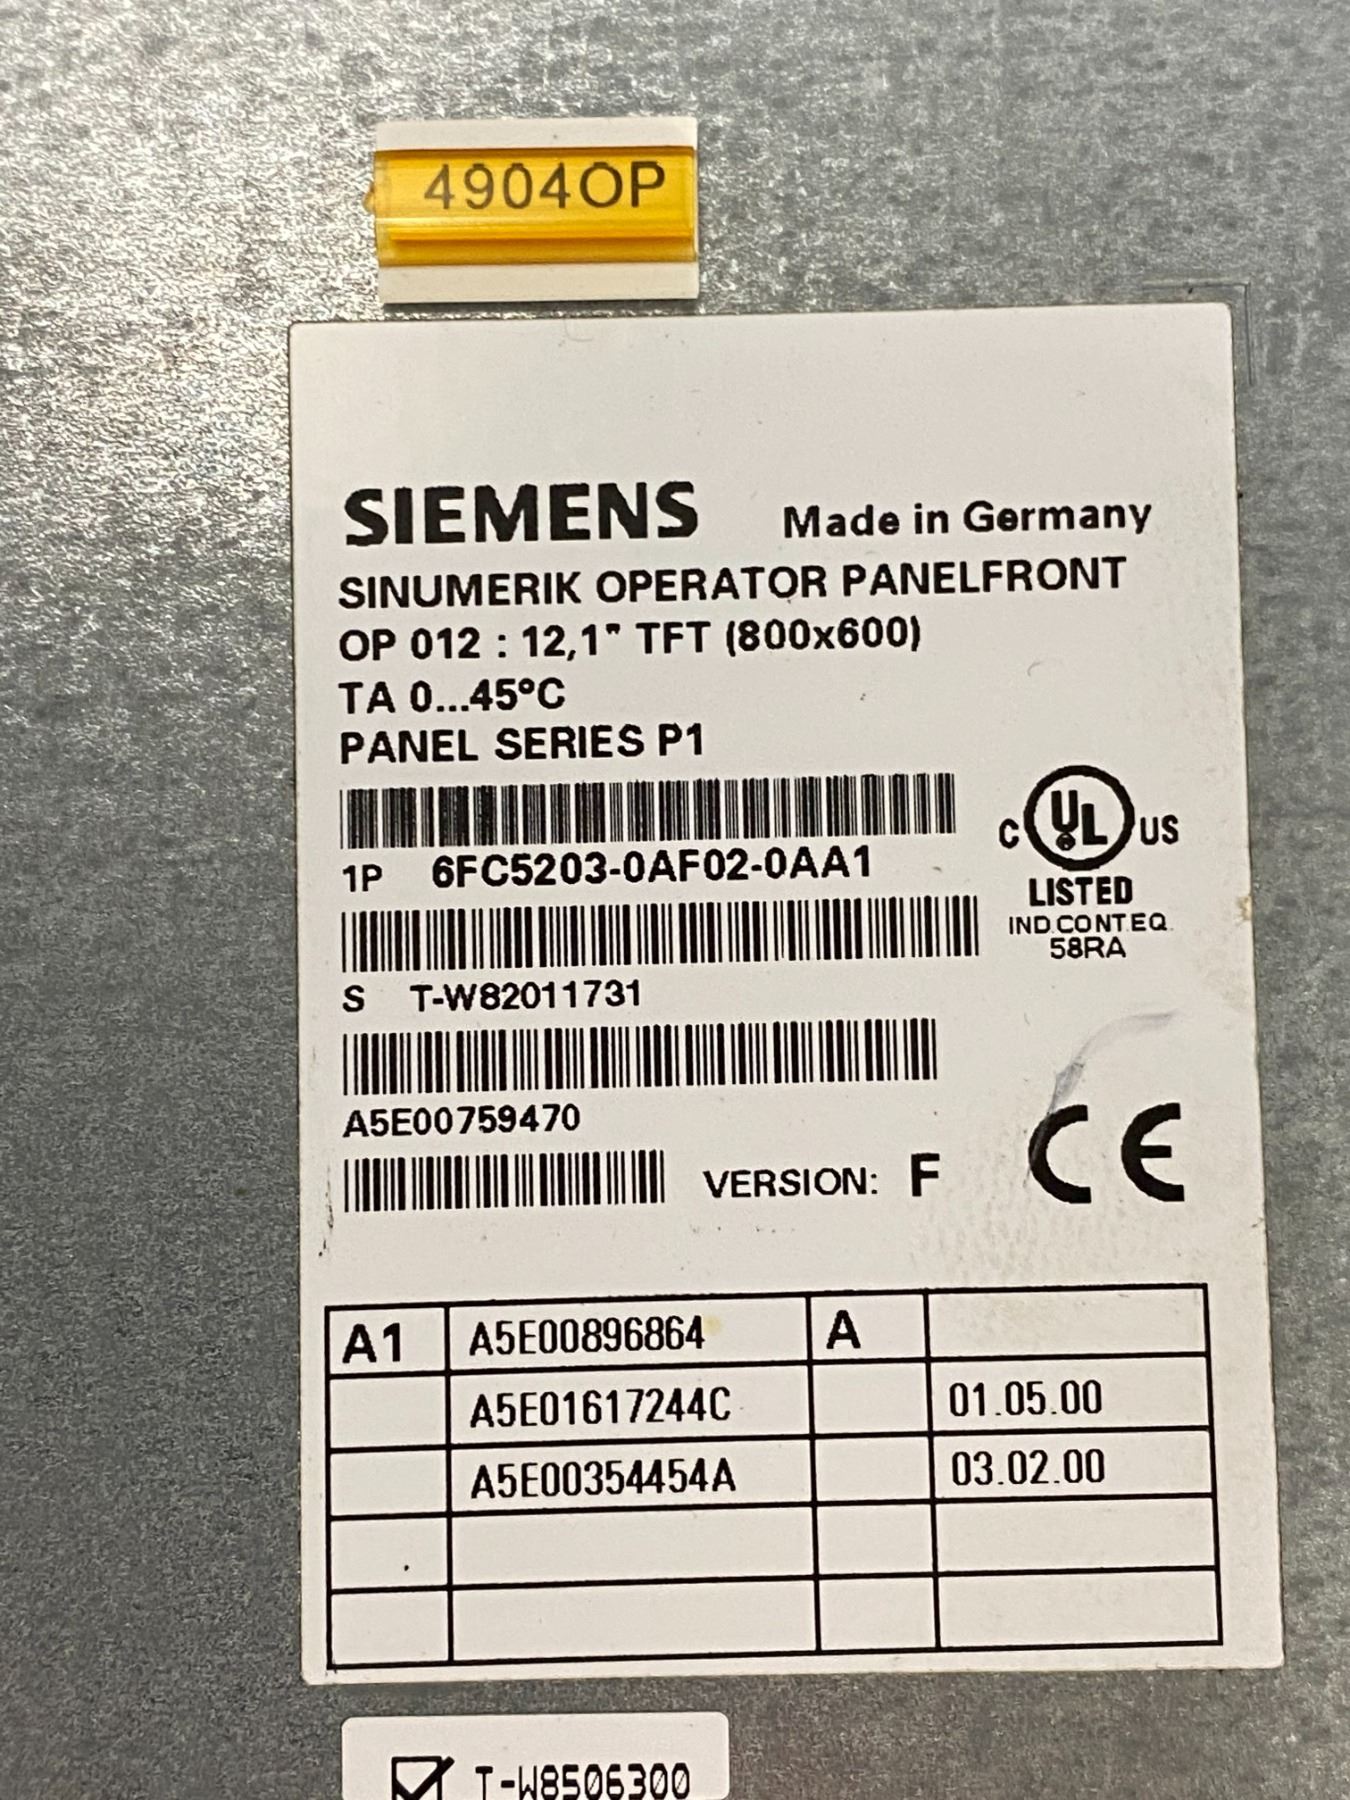 4904OP
SIEMENS Made in Germany
SINUMERIK OPERATOR PANELFRONT
OP 012 : 12,1" TFT (800x600)
TA 0...45°C
PANEL SERIES P1
1P 6FC5203-0AF02-0AA1
C UL US
LISTED
IND.CONT.EQ.
58RA
S T-W82011731
A5E00759470
VERSION: F
CE
A1 A5E00896864 A
A5E01617244C 01.05.00
A5E00354454A 03.02.00
T-W8506300